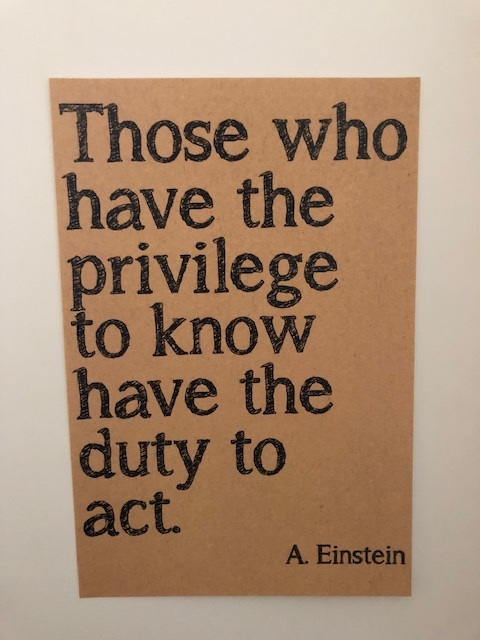 Those who
have the
privilege
to know
have the
duty to
act.
A. Einstein